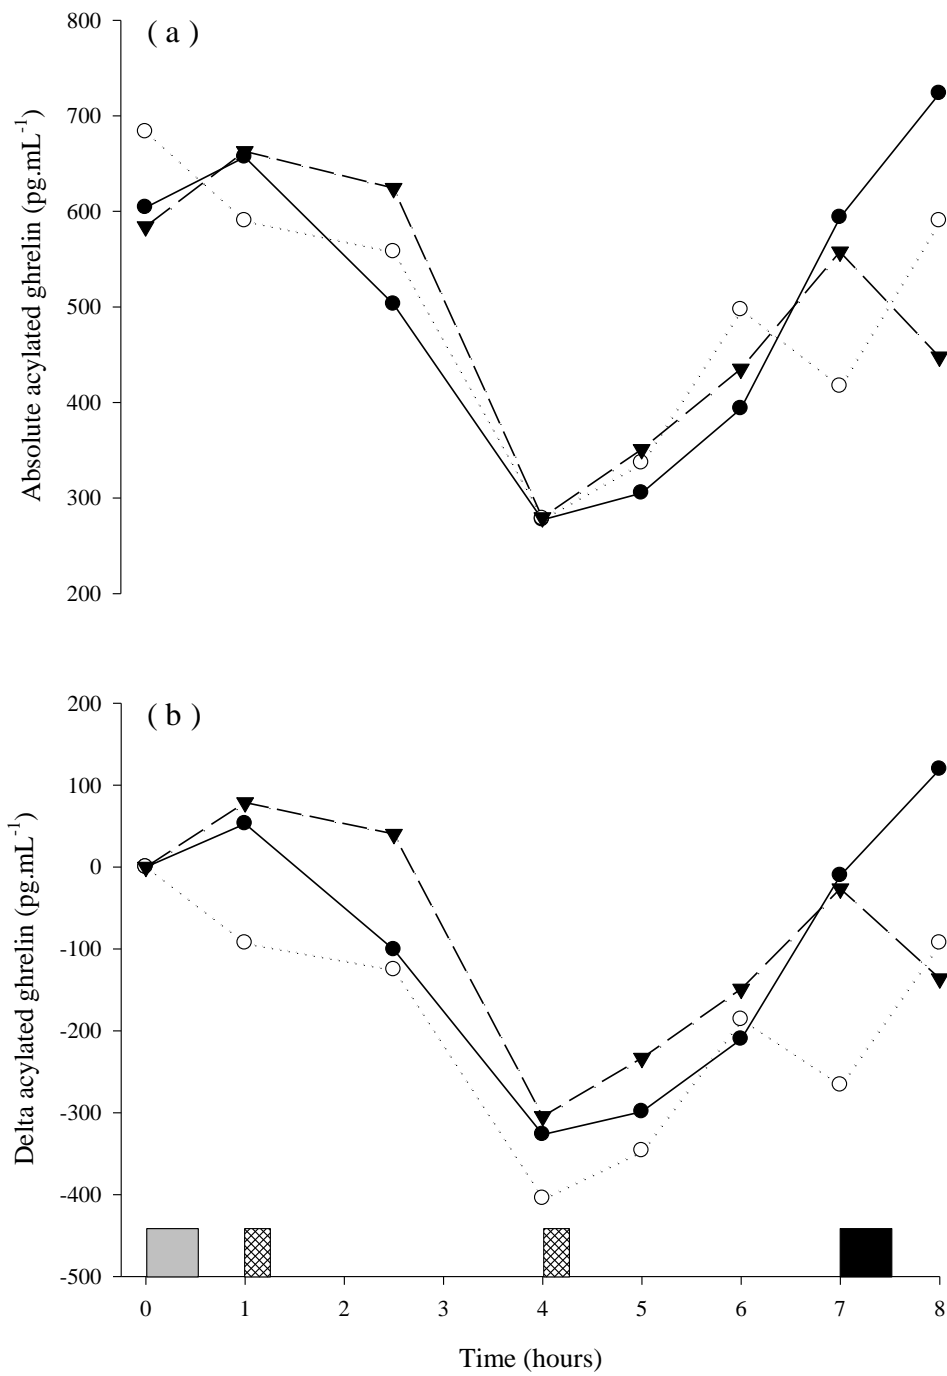 ( a )
800
700
600
500
400
300
200
Absolute acylated ghrelin (pg.mL⁻¹)
( b )
200
100
0
-100
-200
-300
-400
-500
Delta acylated ghrelin (pg.mL⁻¹)
0 1 2 3 4 5 6 7 8
Time (hours)